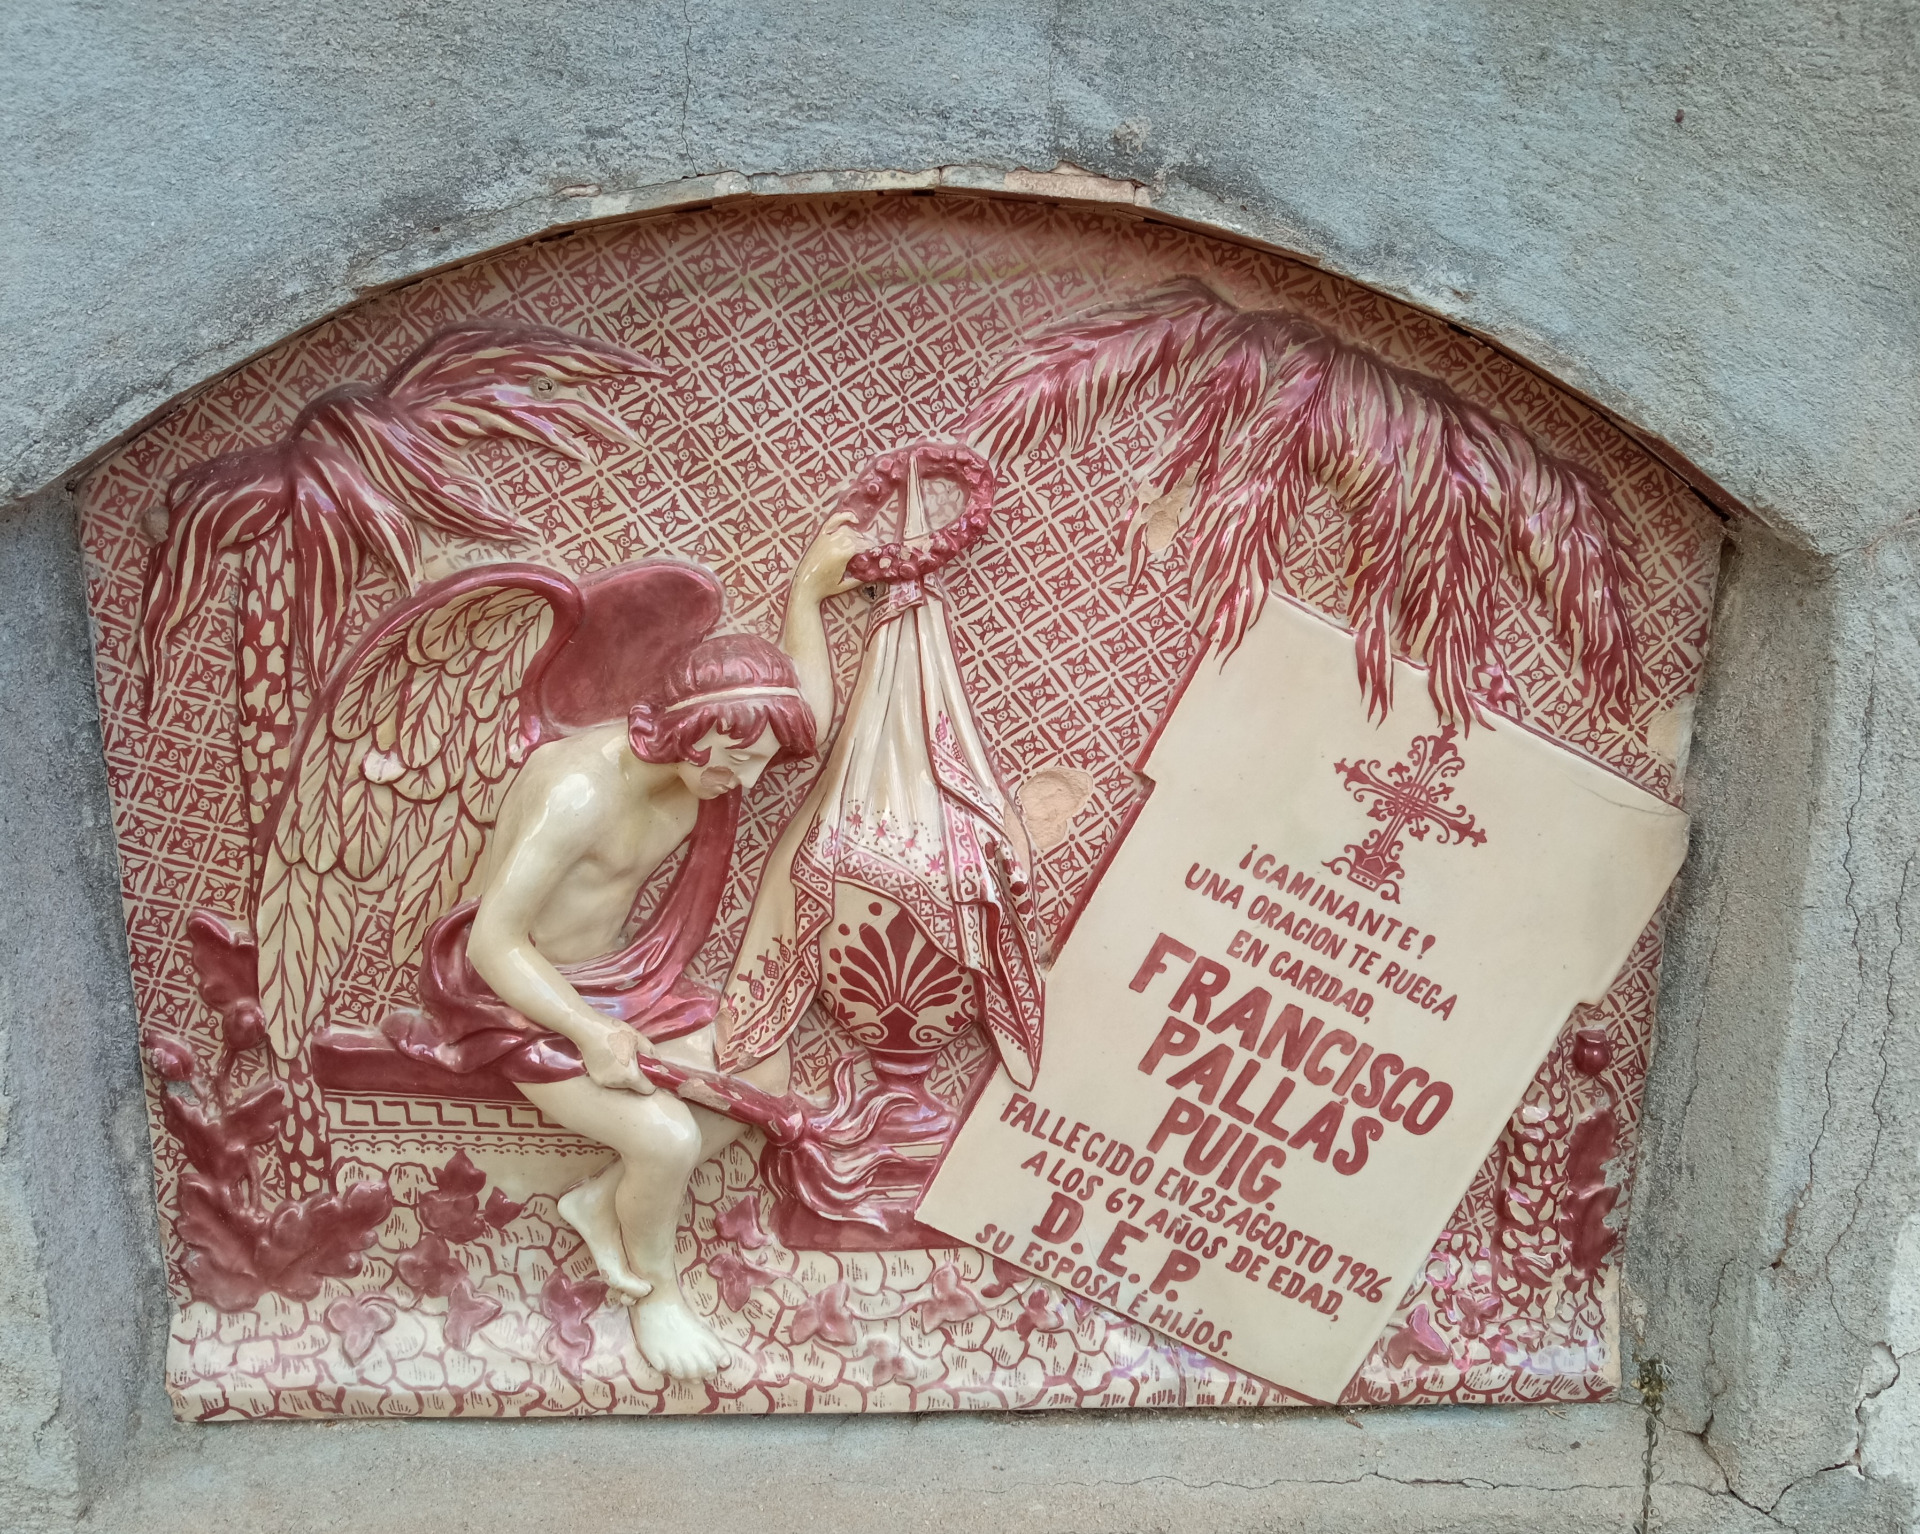 ¡CAMINANTE!
UNA ORACION TE RUEGA
EN CARIDAD,
FRANCISCO
PALLÁS
PUIG.
FALLECIDO EN 25 AGOSTO 1926
A LOS 67 AÑOS DE EDAD,
D. E. P.
SU ESPOSA É HIJOS.